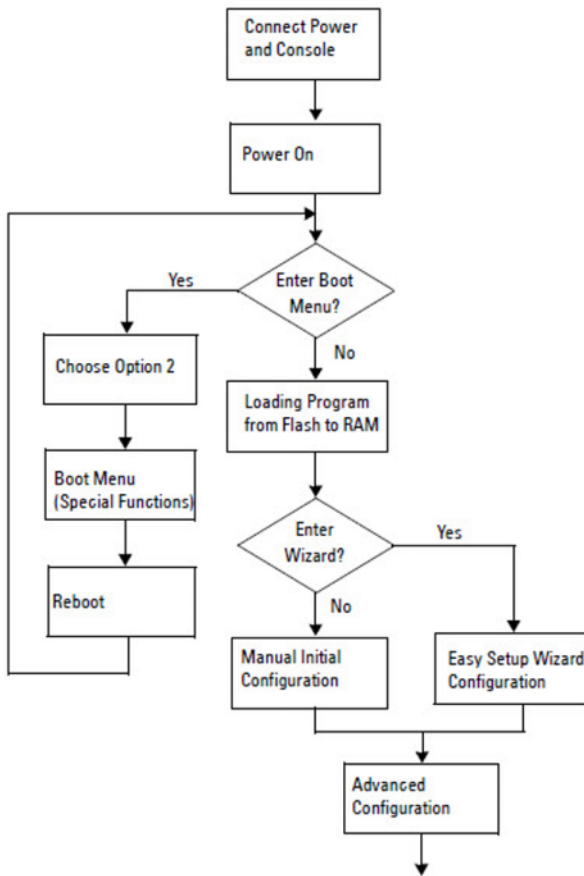 Connect Power
and Console
Power On
Enter Boot
Menu?
Yes
No
Choose Option 2
Loading Program
from Flash to RAM
Boot Menu
(Special Functions)
Enter
Wizard?
Yes
No
Reboot
Manual Initial
Configuration
Easy Setup Wizard
Configuration
Advanced
Configuration